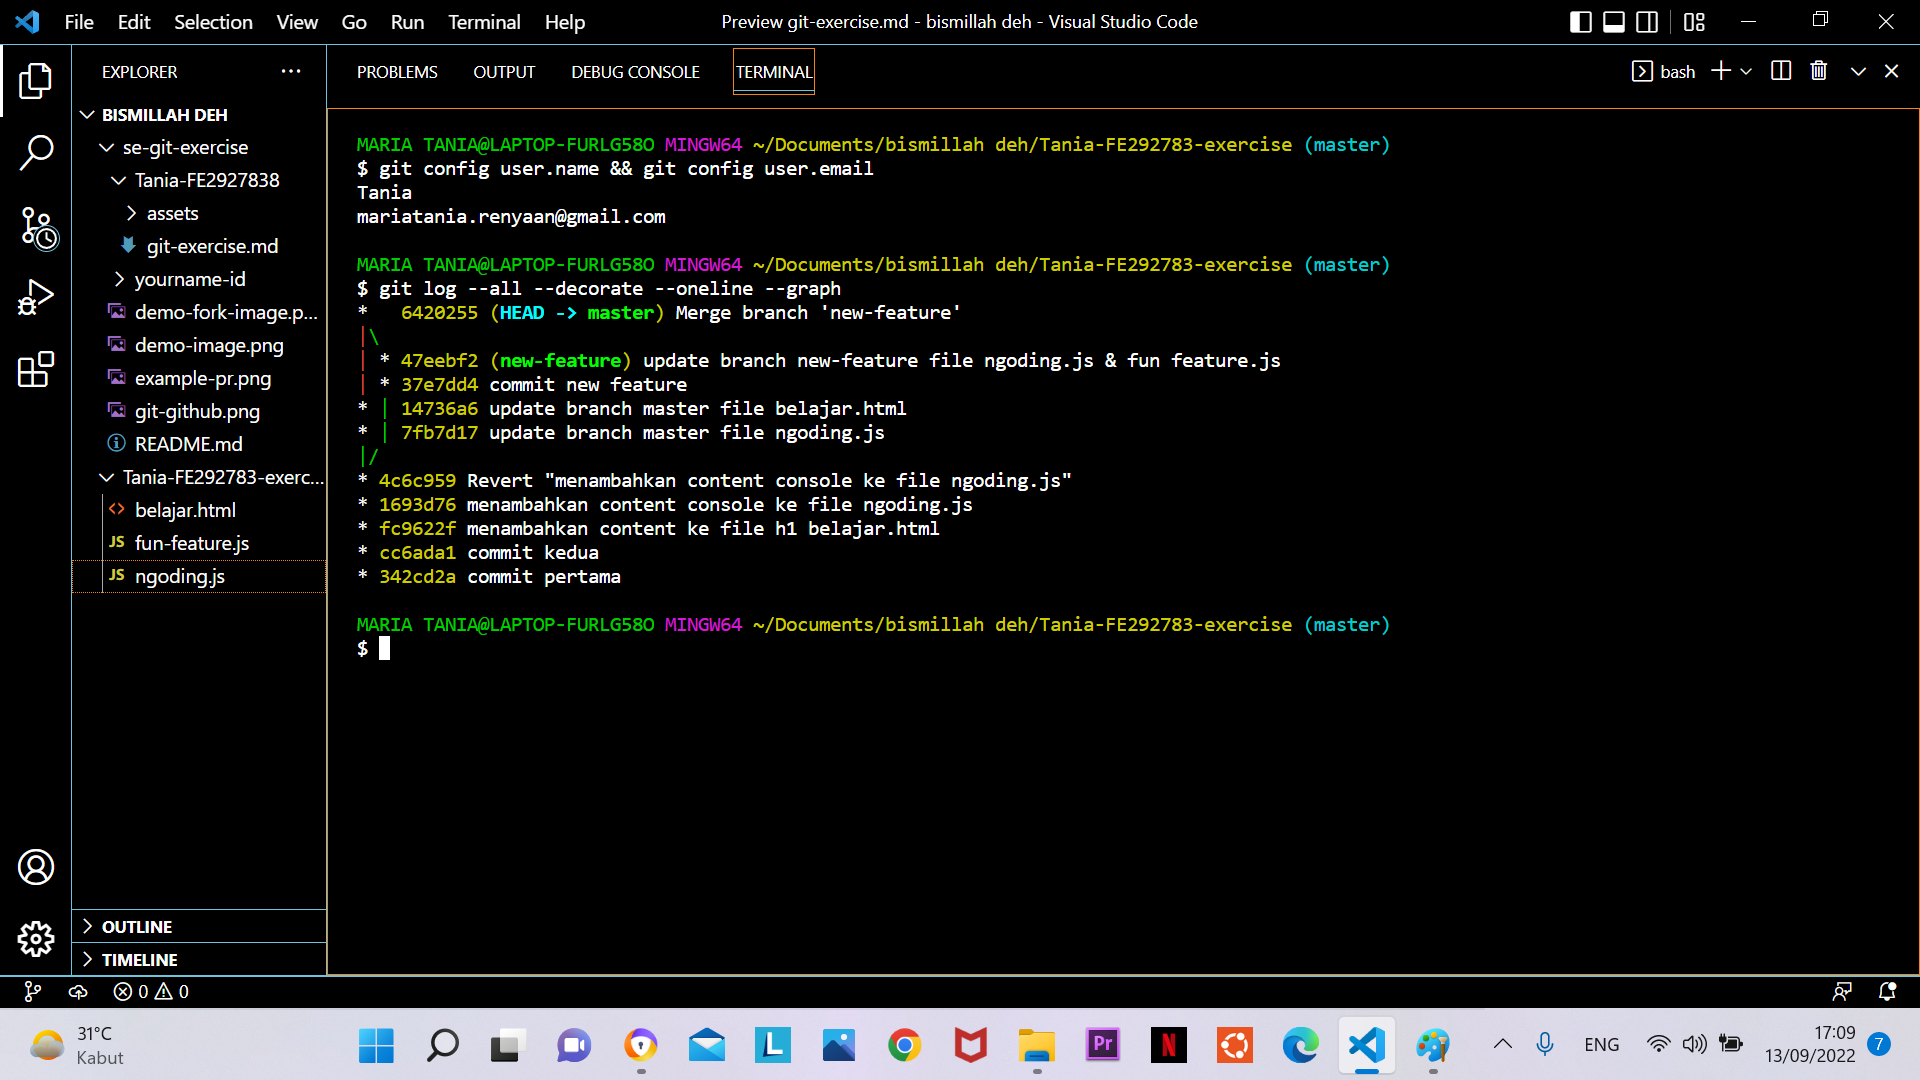 File Edit Selection View Go Run Terminal Help Preview git-exercise.md - bismillah deh - Visual Studio Code
EXPLORER
BISMILLAH DEH
se-git-exercise
Tania-FE2927838
assets
git-exercise.md
yourname-id
demo-fork-image.p...
demo-image.png
example-pr.png
git-github.png
README.md
Tania-FE292783-exerc...
belajar.html
JS fun-feature.js
JS ngoding.js
OUTLINE
TIMELINE
PROBLEMS OUTPUT DEBUG CONSOLE TERMINAL bash
MARIA TANIA@LAPTOP-FURLG58O MINGW64 ~/Documents/bismillah deh/Tania-FE292783-exercise (master)
$ git config user.name && git config user.email
Tania
mariatania.renyaan@gmail.com
MARIA TANIA@LAPTOP-FURLG58O MINGW64 ~/Documents/bismillah deh/Tania-FE292783-exercise (master)
$ git log --all --decorate --oneline --graph
*   6420255 (HEAD -> master) Merge branch 'new-feature'
|\
| * 47eebf2 (new-feature) update branch new-feature file ngoding.js & fun feature.js
| * 37e7dd4 commit new feature
* | 14736a6 update branch master file belajar.html
* | 7fb7d17 update branch master file ngoding.js
|/
* 4c6c959 Revert "menambahkan content console ke file ngoding.js"
* 1693d76 menambahkan content console ke file ngoding.js
* fc9622f menambahkan content ke file h1 belajar.html
* cc6ada1 commit kedua
* 342cd2a commit pertama
MARIA TANIA@LAPTOP-FURLG58O MINGW64 ~/Documents/bismillah deh/Tania-FE292783-exercise (master)
$
0 0
31°C
Kabut
L
Pr
N
ENG
17:09
13/09/2022
7